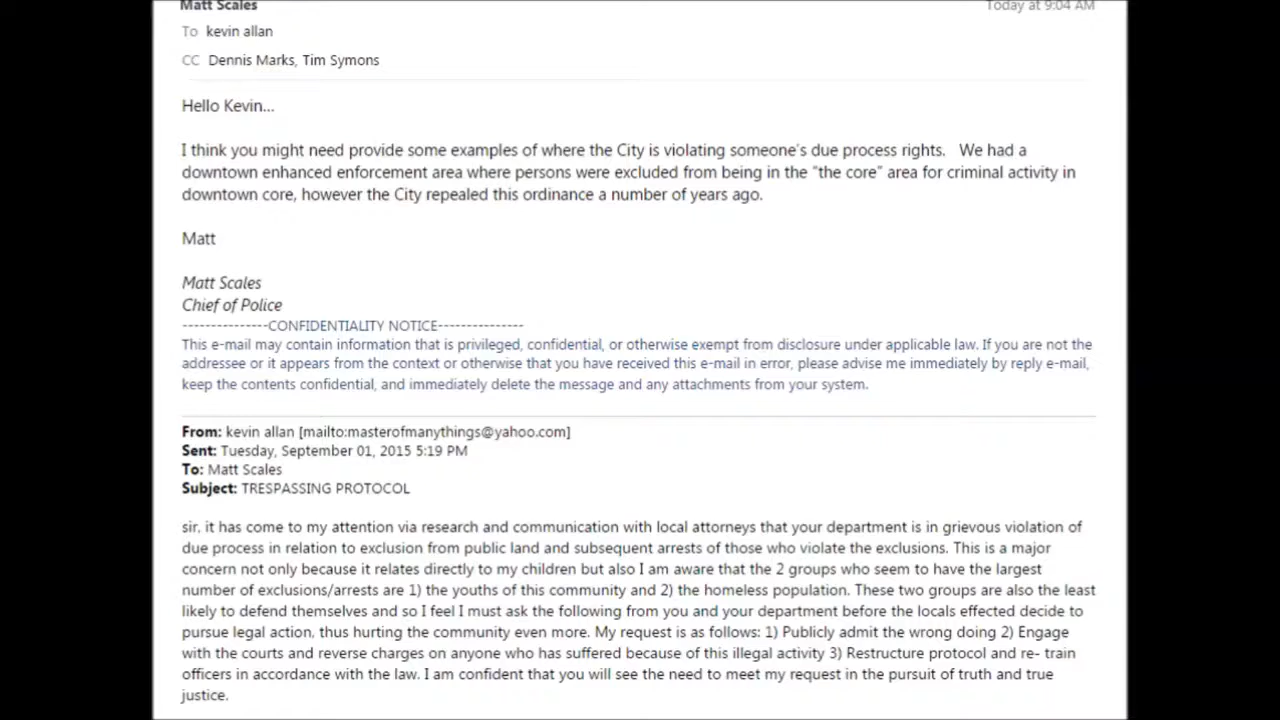 Matt Scales Today at 9:04 AM
To kevin allan
CC Dennis Marks, Tim Symons
Hello Kevin...
I think you might need provide some examples of where the City is violating someone's due process rights. We had a
downtown enhanced enforcement area where persons were excluded from being in the "the core" area for criminal activity in
downtown core, however the City repealed this ordinance a number of years ago.
Matt
Matt Scales
Chief of Police
---------------CONFIDENTIALITY NOTICE---------------
This e-mail may contain information that is privileged, confidential, or otherwise exempt from disclosure under applicable law. If you are not the
addressee or it appears from the context or otherwise that you have received this e-mail in error, please advise me immediately by reply e-mail,
keep the contents confidential, and immediately delete the message and any attachments from your system.
From: kevin allan [mailto:masterofmanythings@yahoo.com]
Sent: Tuesday, September 01, 2015 5:19 PM
To: Matt Scales
Subject: TRESPASSING PROTOCOL
sir, it has come to my attention via research and communication with local attorneys that your department is in grievous violation of
due process in relation to exclusion from public land and subsequent arrests of those who violate the exclusions. This is a major
concern not only because it relates directly to my children but also I am aware that the 2 groups who seem to have the largest
number of exclusions/arrests are 1) the youths of this community and 2) the homeless population. These two groups are also the least
likely to defend themselves and so I feel I must ask the following from you and your department before the locals effected decide to
pursue legal action, thus hurting the community even more. My request is as follows: 1) Publicly admit the wrong doing 2) Engage
with the courts and reverse charges on anyone who has suffered because of this illegal activity 3) Restructure protocol and re- train
officers in accordance with the law. I am confident that you will see the need to meet my request in the pursuit of truth and true
justice.